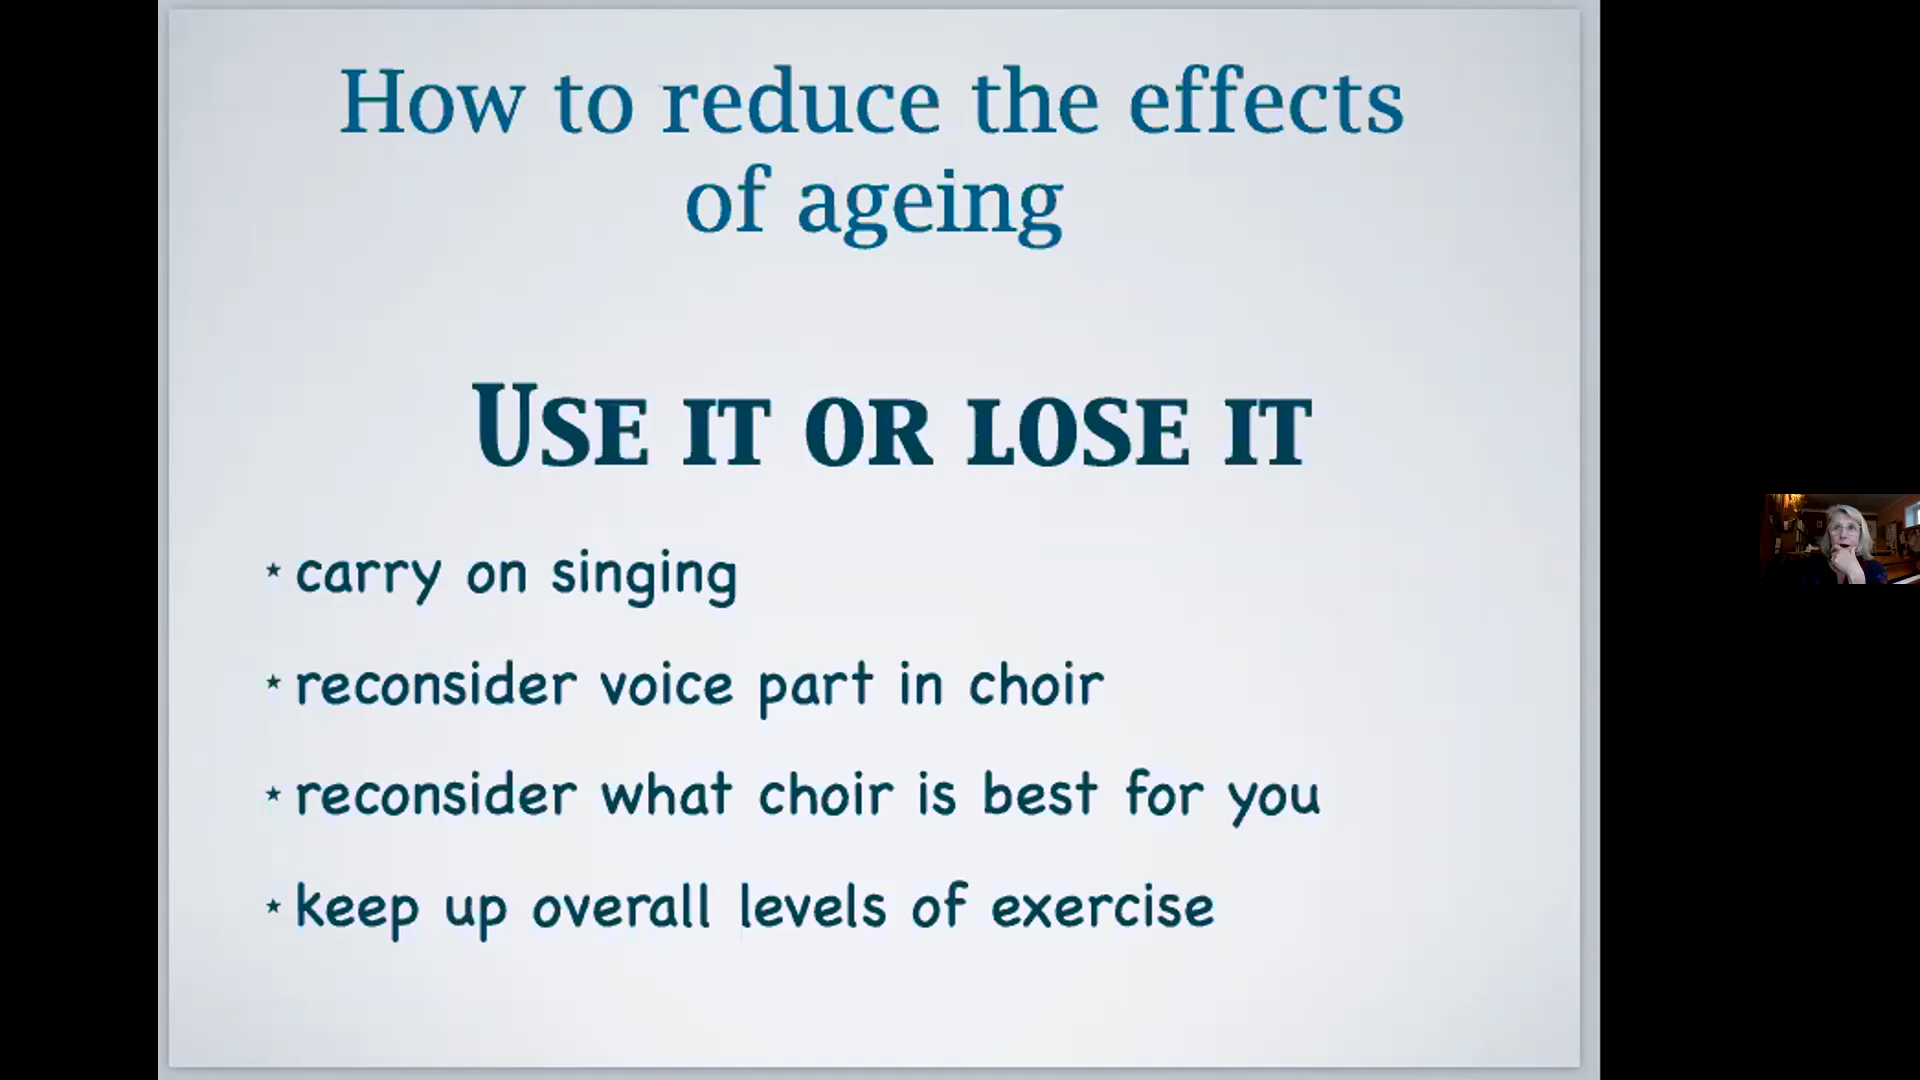 How to reduce the effects
of ageing
USE IT OR LOSE IT
* carry on singing
* reconsider voice part in choir
* reconsider what choir is best for you
* keep up overall levels of exercise